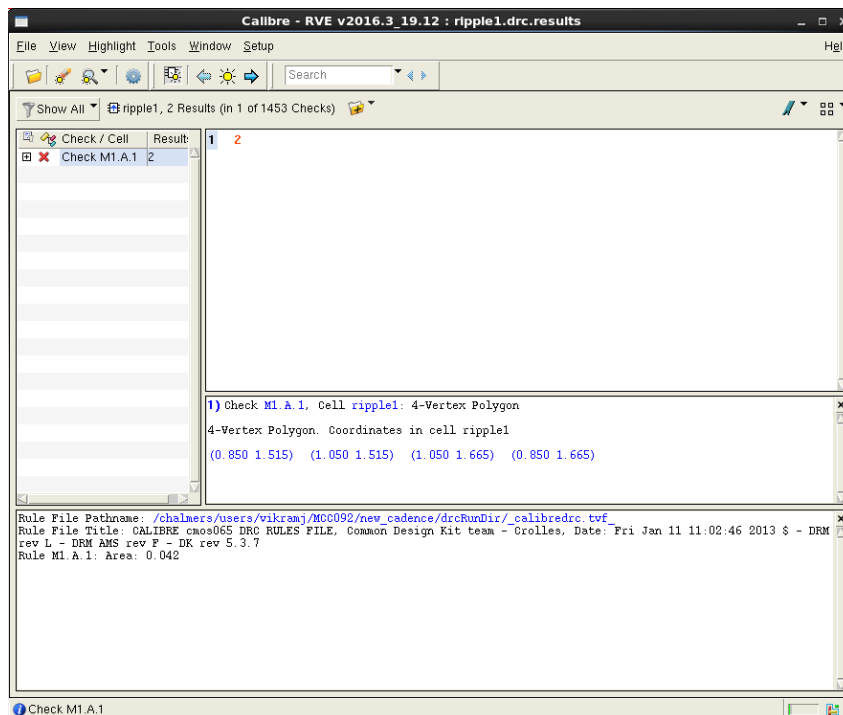 Calibre - RVE v2016.3_19.12 : ripple1.drc.results
File View Highlight Tools Window Setup Hel
Search
Show All ripple1, 2 Results (in 1 of 1453 Checks)
Check / Cell Result:
Check M1.A.1 2
1 2
1) Check M1.A.1, Cell ripple1: 4-Vertex Polygon
4-Vertex Polygon. Coordinates in cell ripple1
(0.850 1.515) (1.050 1.515) (1.050 1.665) (0.850 1.665)
Rule File Pathname: /chalmers/users/vikramj/MCC092/new_cadence/drcRunDir/_calibredrc.tvf_
Rule File Title: CALIBRE cmos065 DRC RULES FILE, Common Design Kit team - Crolles, Date: Fri Jan 11 11:02:46 2013 $ - DRM
rev L - DRM AMS rev F - DK rev 5.3.7
Rule M1.A.1: Area: 0.042
Check M1.A.1